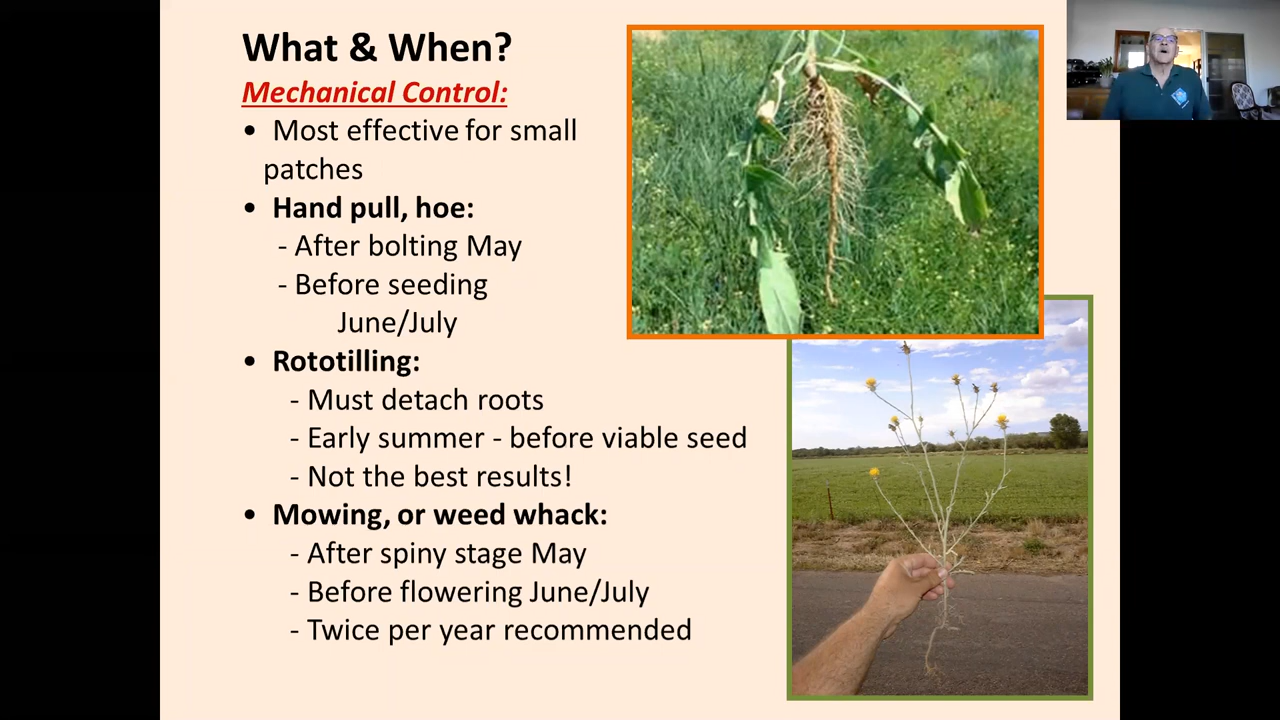 What & When?
Mechanical Control:
• Most effective for small
patches
• Hand pull, hoe:
- After bolting May
- Before seeding
June/July
• Rototilling:
- Must detach roots
- Early summer - before viable seed
- Not the best results!
• Mowing, or weed whack:
- After spiny stage May
- Before flowering June/July
- Twice per year recommended